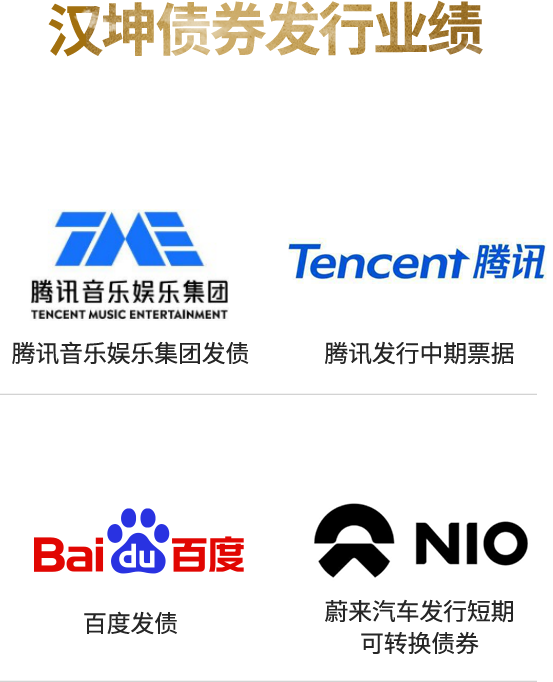 汉坤债券发行业绩
TME
腾讯音乐娱乐集团
TENCENT MUSIC ENTERTAINMENT
Tencent 腾讯
腾讯音乐娱乐集团发债
腾讯发行中期票据
Bai du 百度
NIO
百度发债
蔚来汽车发行短期
可转换债券